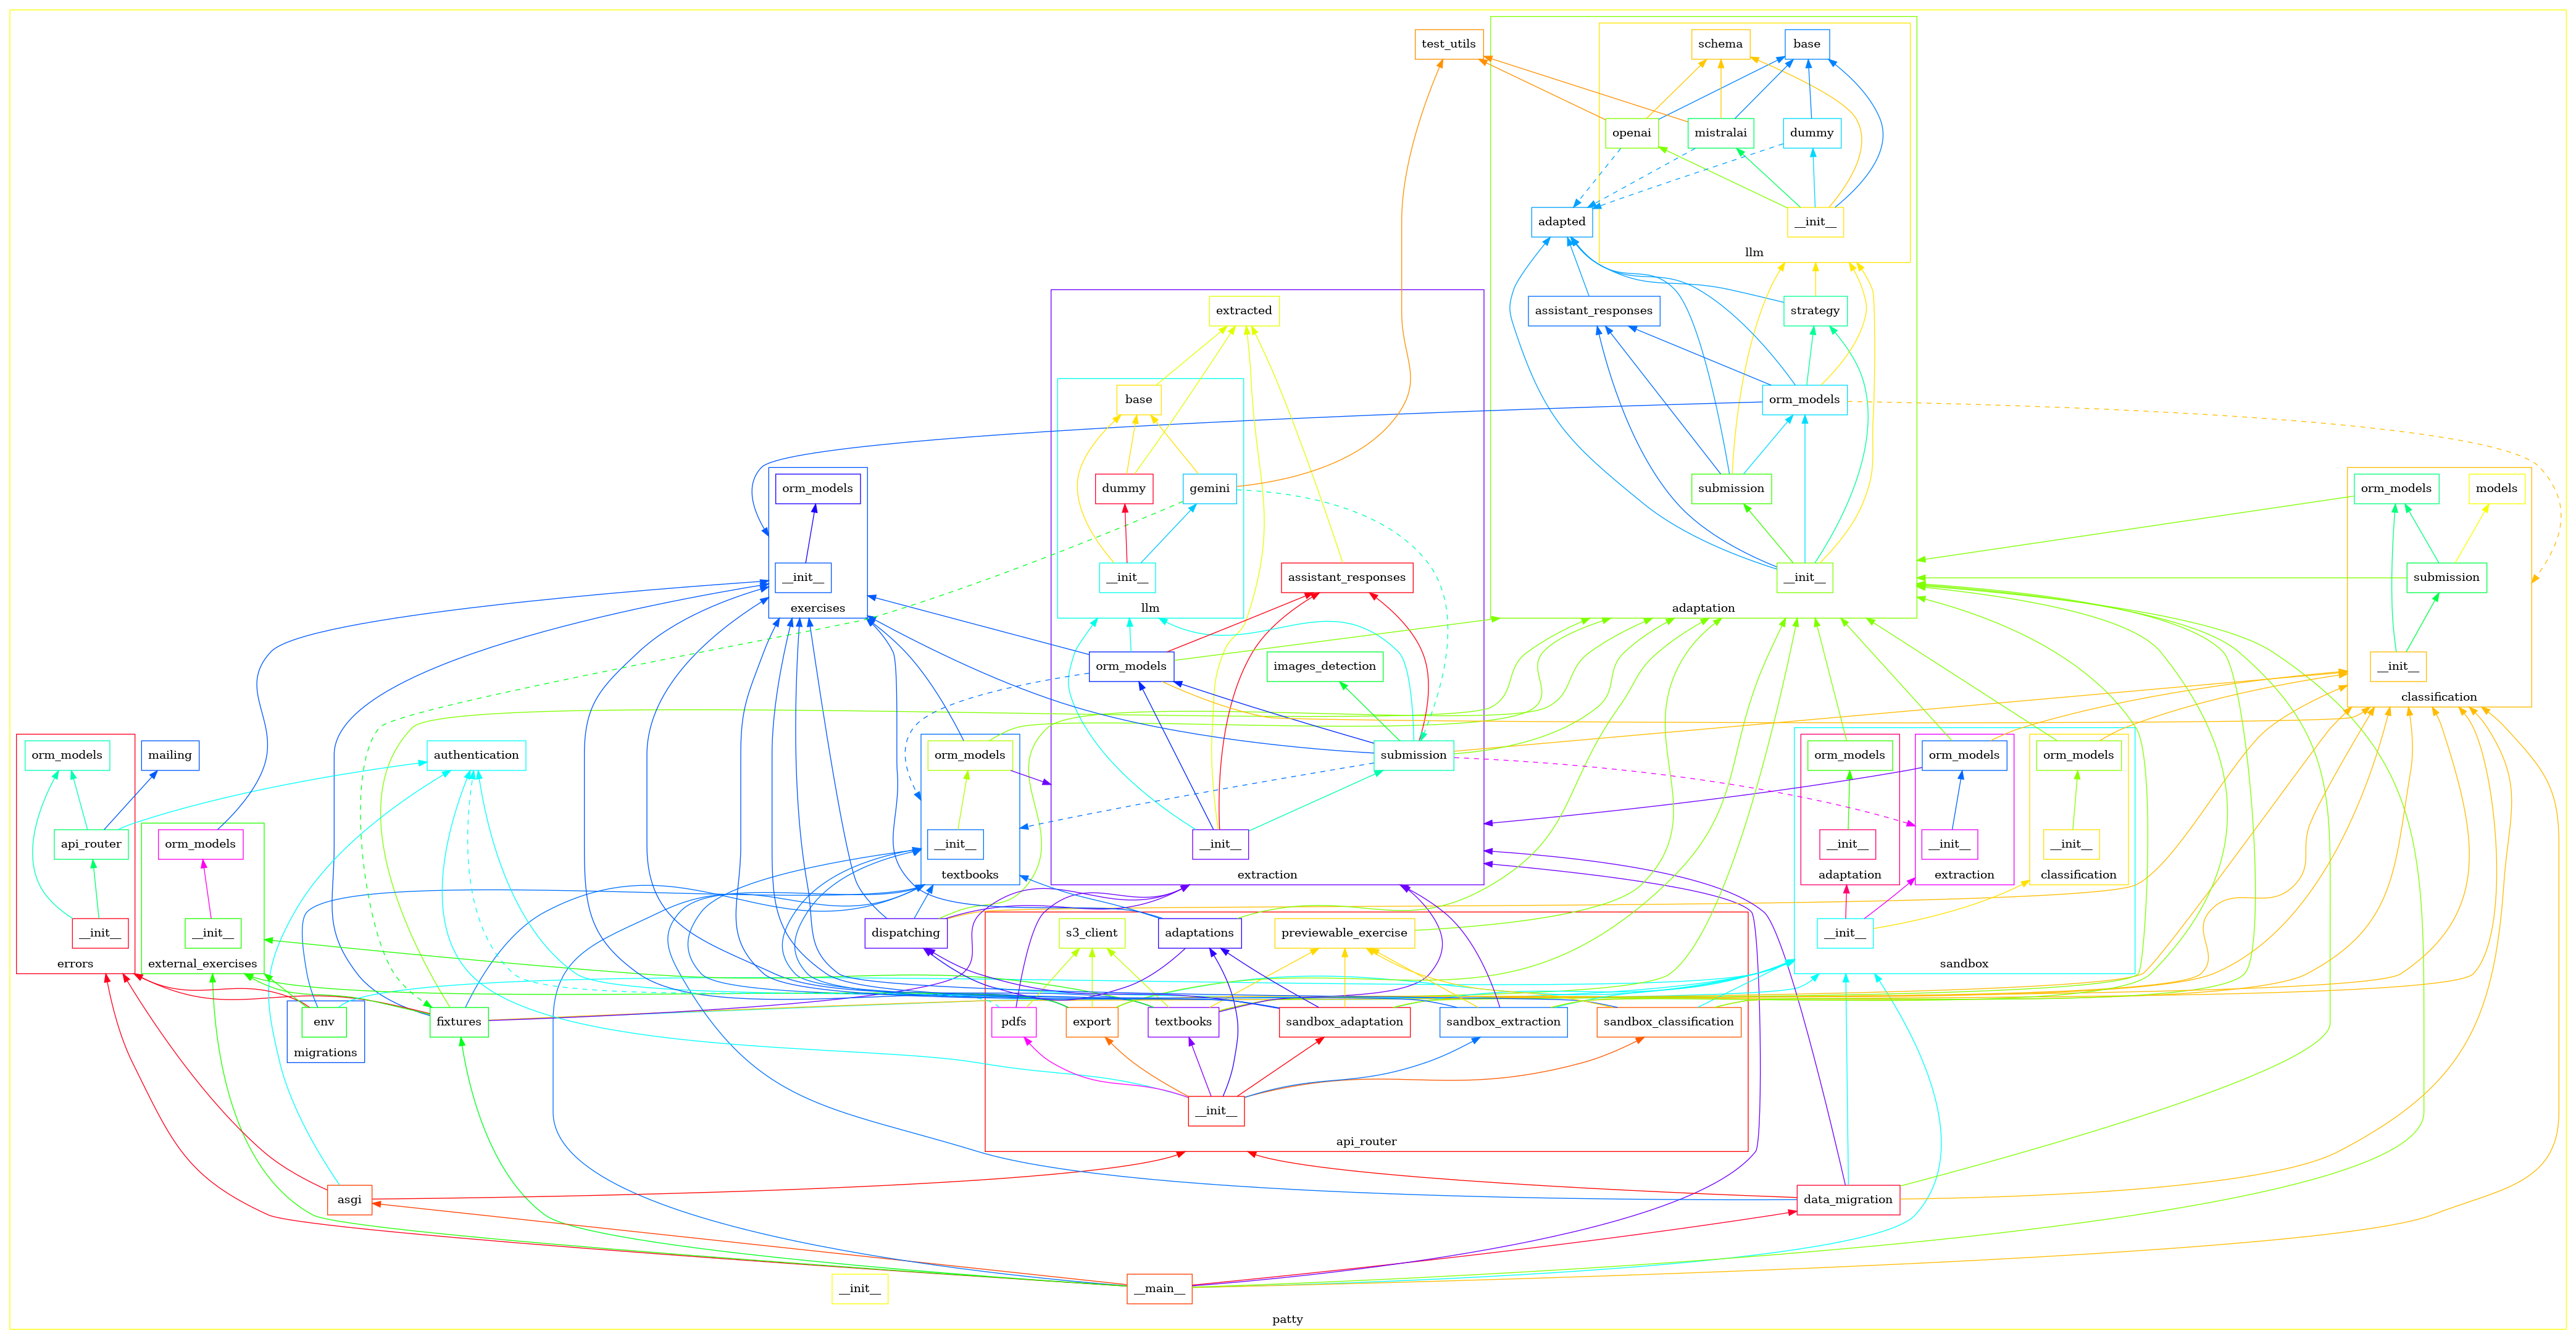 test_utils
schema
base
openai
mistralai
dummy
adapted
__init__
llm
extracted
assistant_responses
strategy
base
orm_models
orm_models
dummy
gemini
submission
orm_models
models
__init__
__init__
assistant_responses
__init__
submission
exercises
llm
adaptation
orm_models
images_detection
__init__
classification
orm_models
mailing
authentication
orm_models
submission
orm_models
orm_models
orm_models
api_router
orm_models
__init__
__init__
__init__
__init__
__init__
textbooks
extraction
adaptation
extraction
classification
__init__
__init__
dispatching
s3_client
adaptations
previewable_exercise
__init__
errors
external_exercises
sandbox
env
fixtures
pdfs
export
textbooks
sandbox_adaptation
sandbox_extraction
sandbox_classification
migrations
__init__
api_router
asgi
data_migration
__init__
__main__
patty